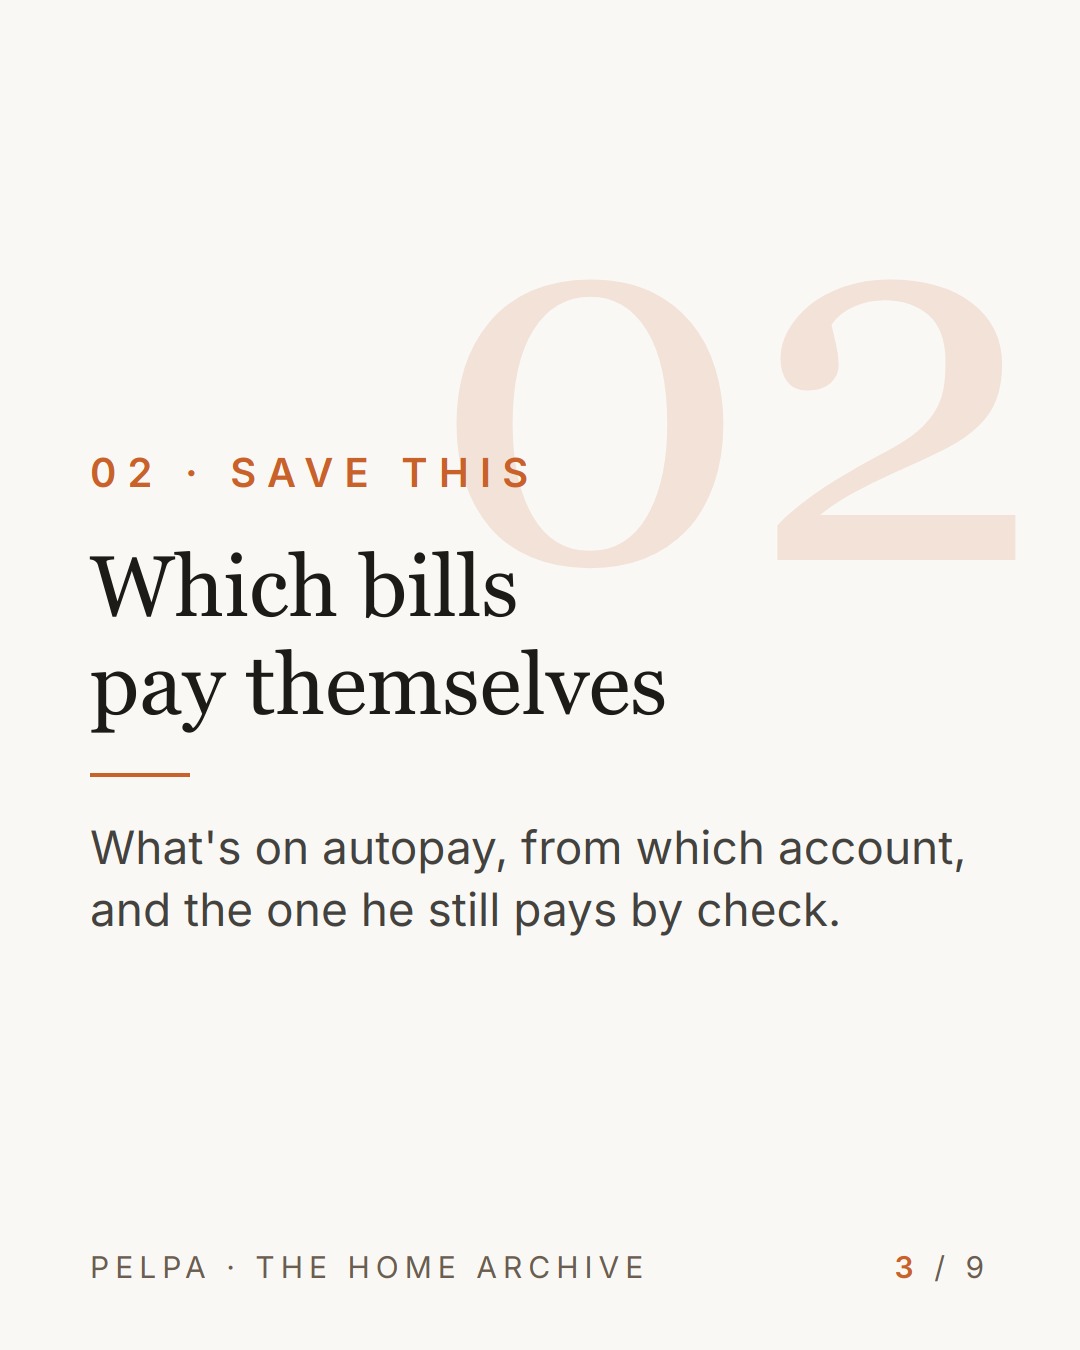 02
02 · SAVE THIS
Which bills
pay themselves
What's on autopay, from which account,
and the one he still pays by check.
PELPA · THE HOME ARCHIVE
3 / 9